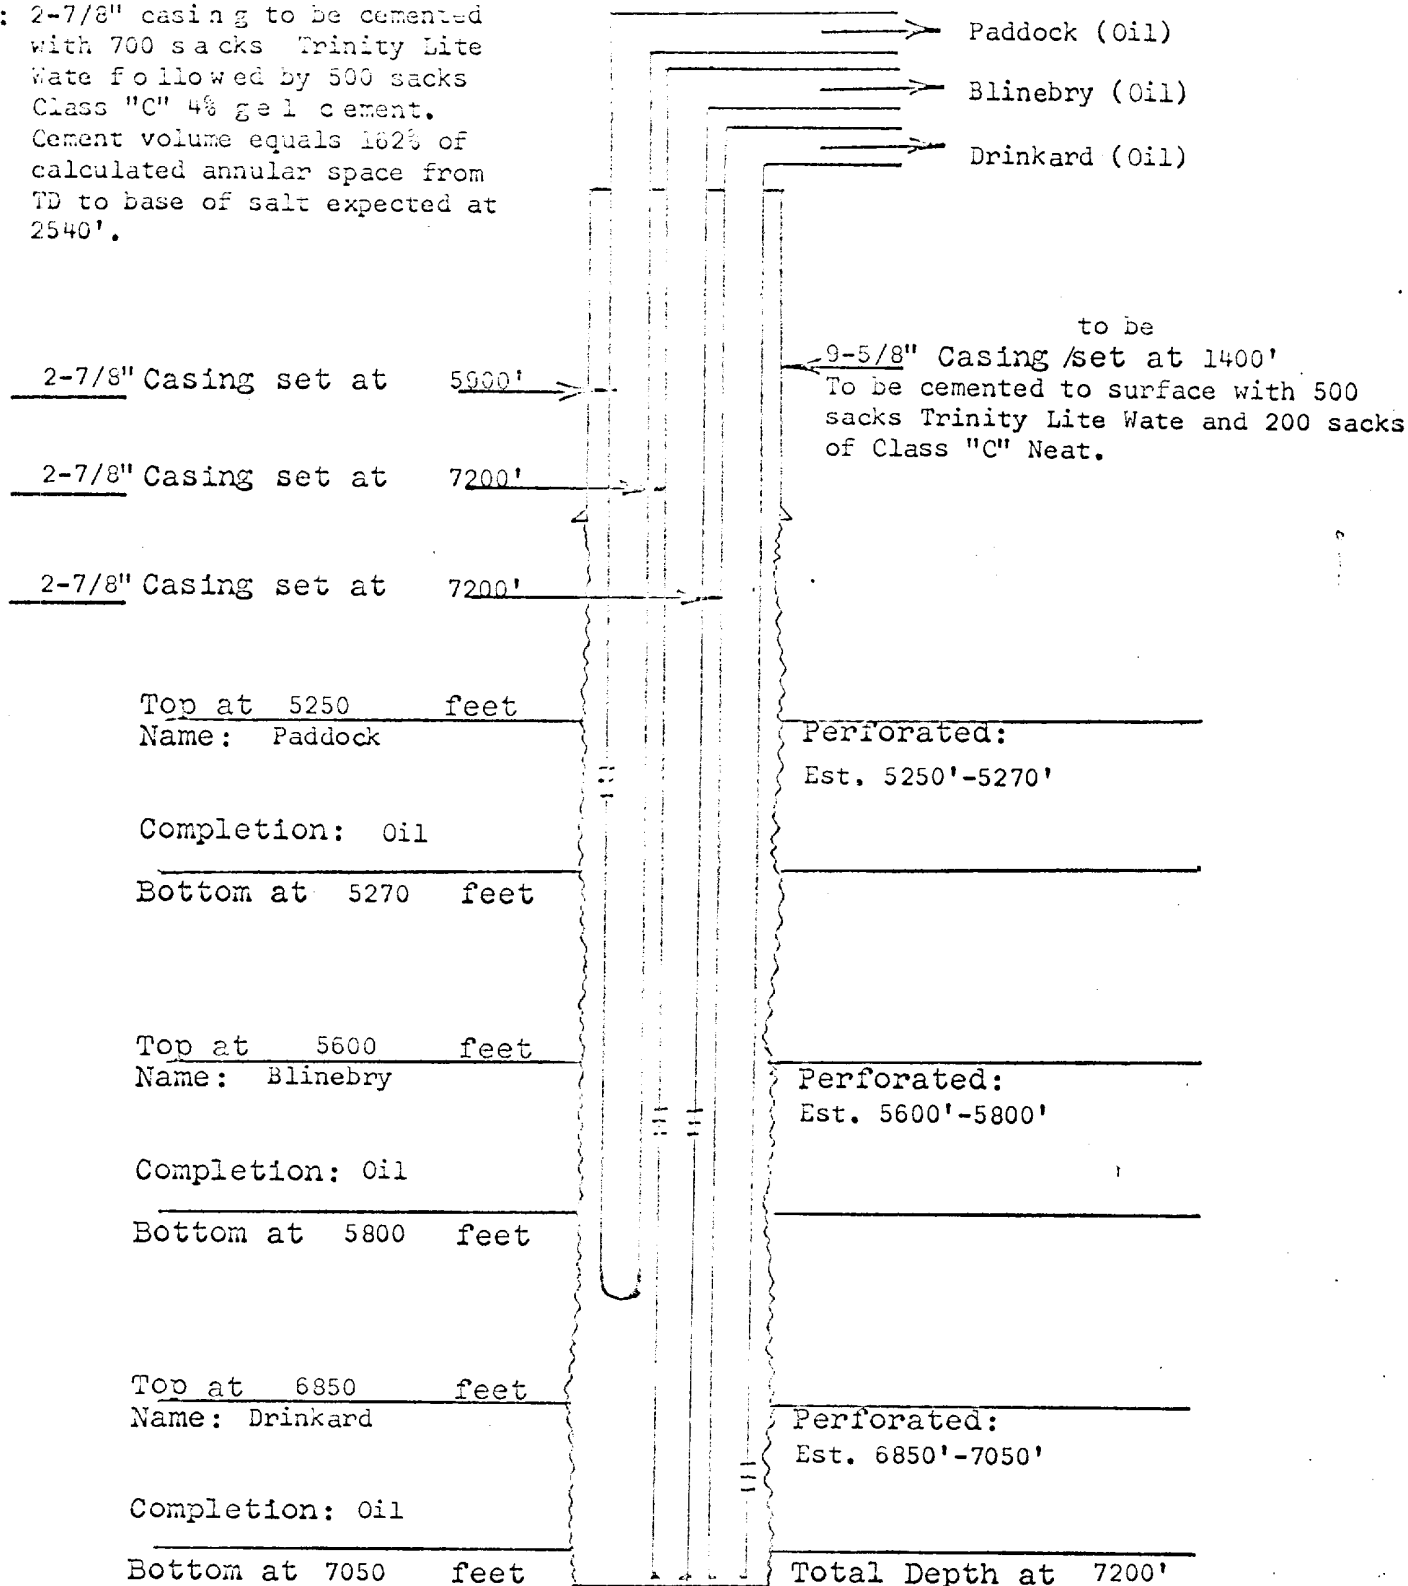 : 2-7/8" casing to be cemented
with 700 sacks Trinity Lite
Wate followed by 500 sacks
Class "C" 4% gel cement.
Cement volume equals 162% of
calculated annular space from
TD to base of salt expected at
2540'.
Paddock (Oil)
Blinebry (Oil)
Drinkard (Oil)
to be
9-5/8" Casing /set at 1400'
To be cemented to surface with 500
sacks Trinity Lite Wate and 200 sacks
of Class "C" Neat.
2-7/8" Casing set at
2-7/8" Casing set at 7200'
2-7/8" Casing set at 7200'
Top at 5250 feet
Name: Paddock
Perforated:
Est. 5250'-5270'
Completion: Oil
Bottom at 5270 feet
Top at 5600 feet
Name: Blinebry
Perforated:
Est. 5600'-5800'
Completion: Oil
Bottom at 5800 feet
Top at 6850 feet
Name: Drinkard
Perforated:
Est. 6850'-7050'
Completion: Oil
Bottom at 7050 feet
Total Depth at 7200'